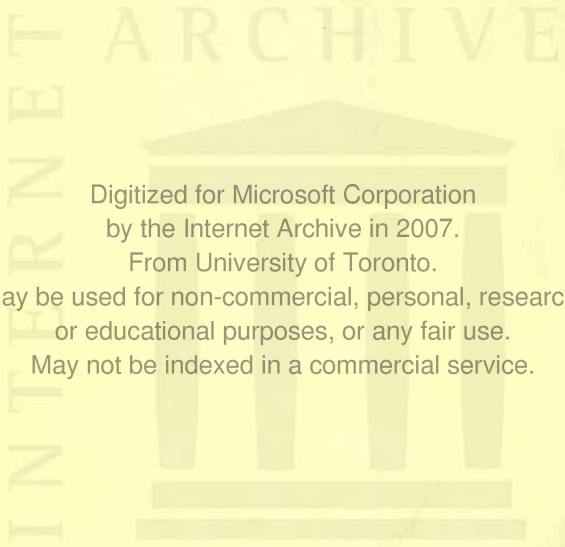 INTERNET ARCHIVE
Digitized for Microsoft Corporation
by the Internet Archive in 2007.
From University of Toronto.
ay be used for non-commercial, personal, researc
or educational purposes, or any fair use.
May not be indexed in a commercial service.